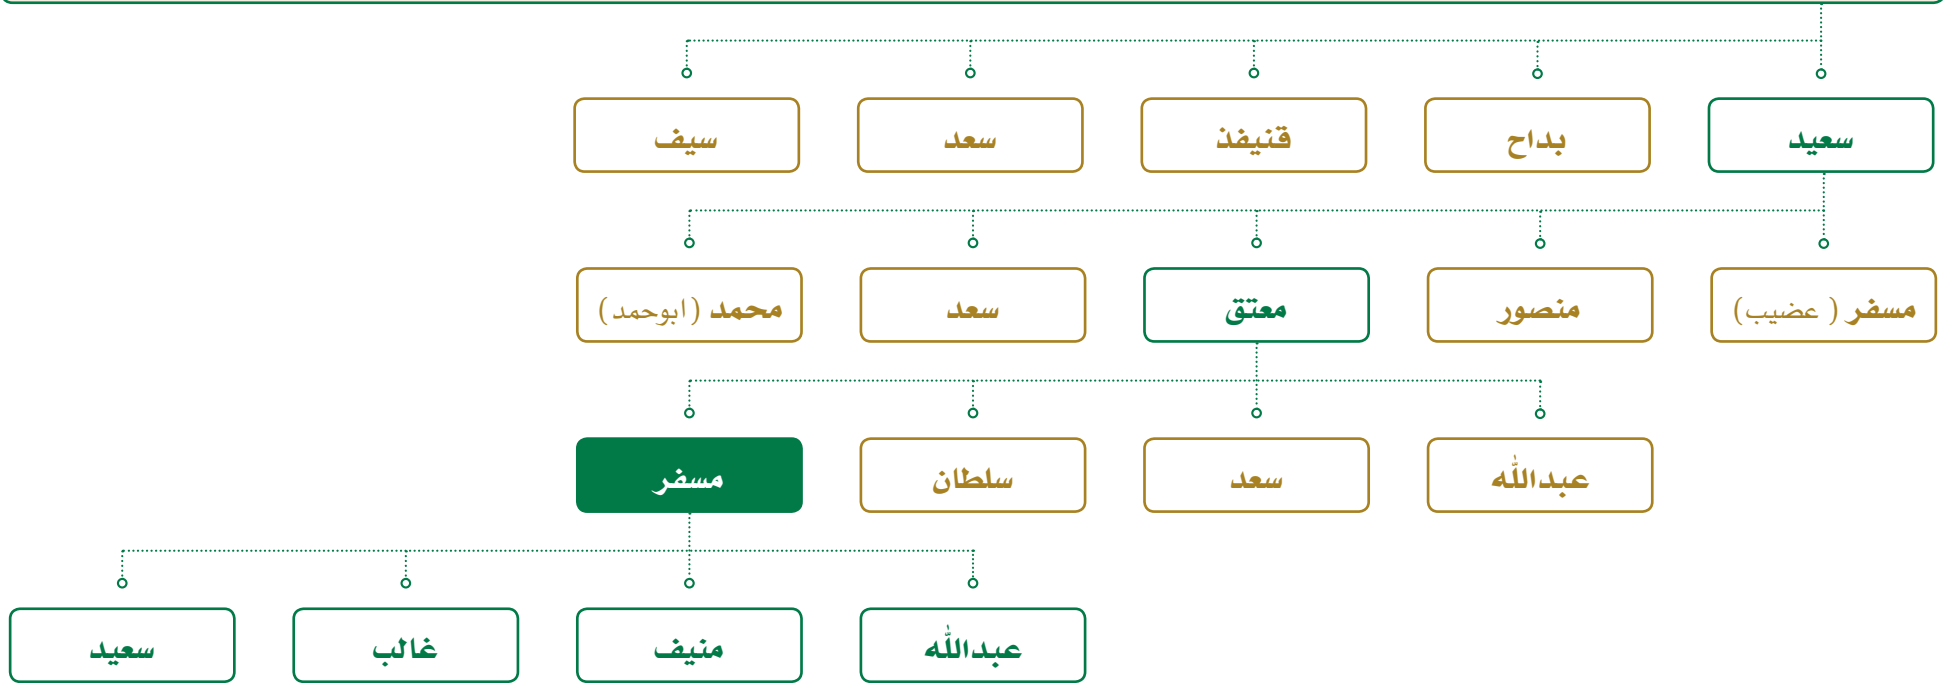 سعيد بداح قنيفذ سعد سيف
مسفر (عضيب) منصور معتق سعد محمد (ابوحمد)
عبدالله سعد سلطان مسفر
عبدالله منيف غالب سعيد